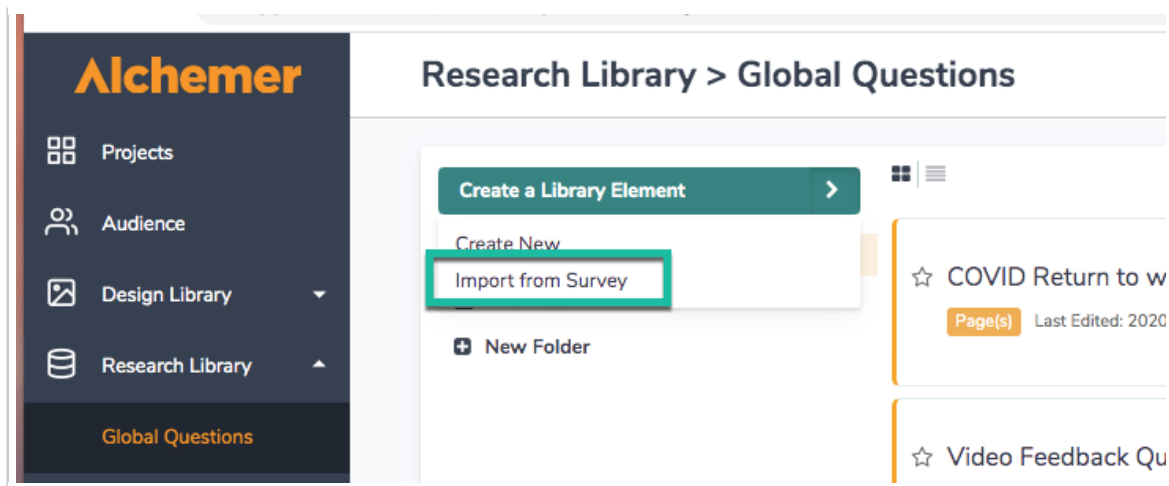 Alchemer
Research Library > Global Questions
Projects
Audience
Design Library
Research Library
Global Questions
Create a Library Element
Create New
Import from Survey
New Folder
COVID Return to w
Page(s) Last Edited: 2020
Video Feedback Qu